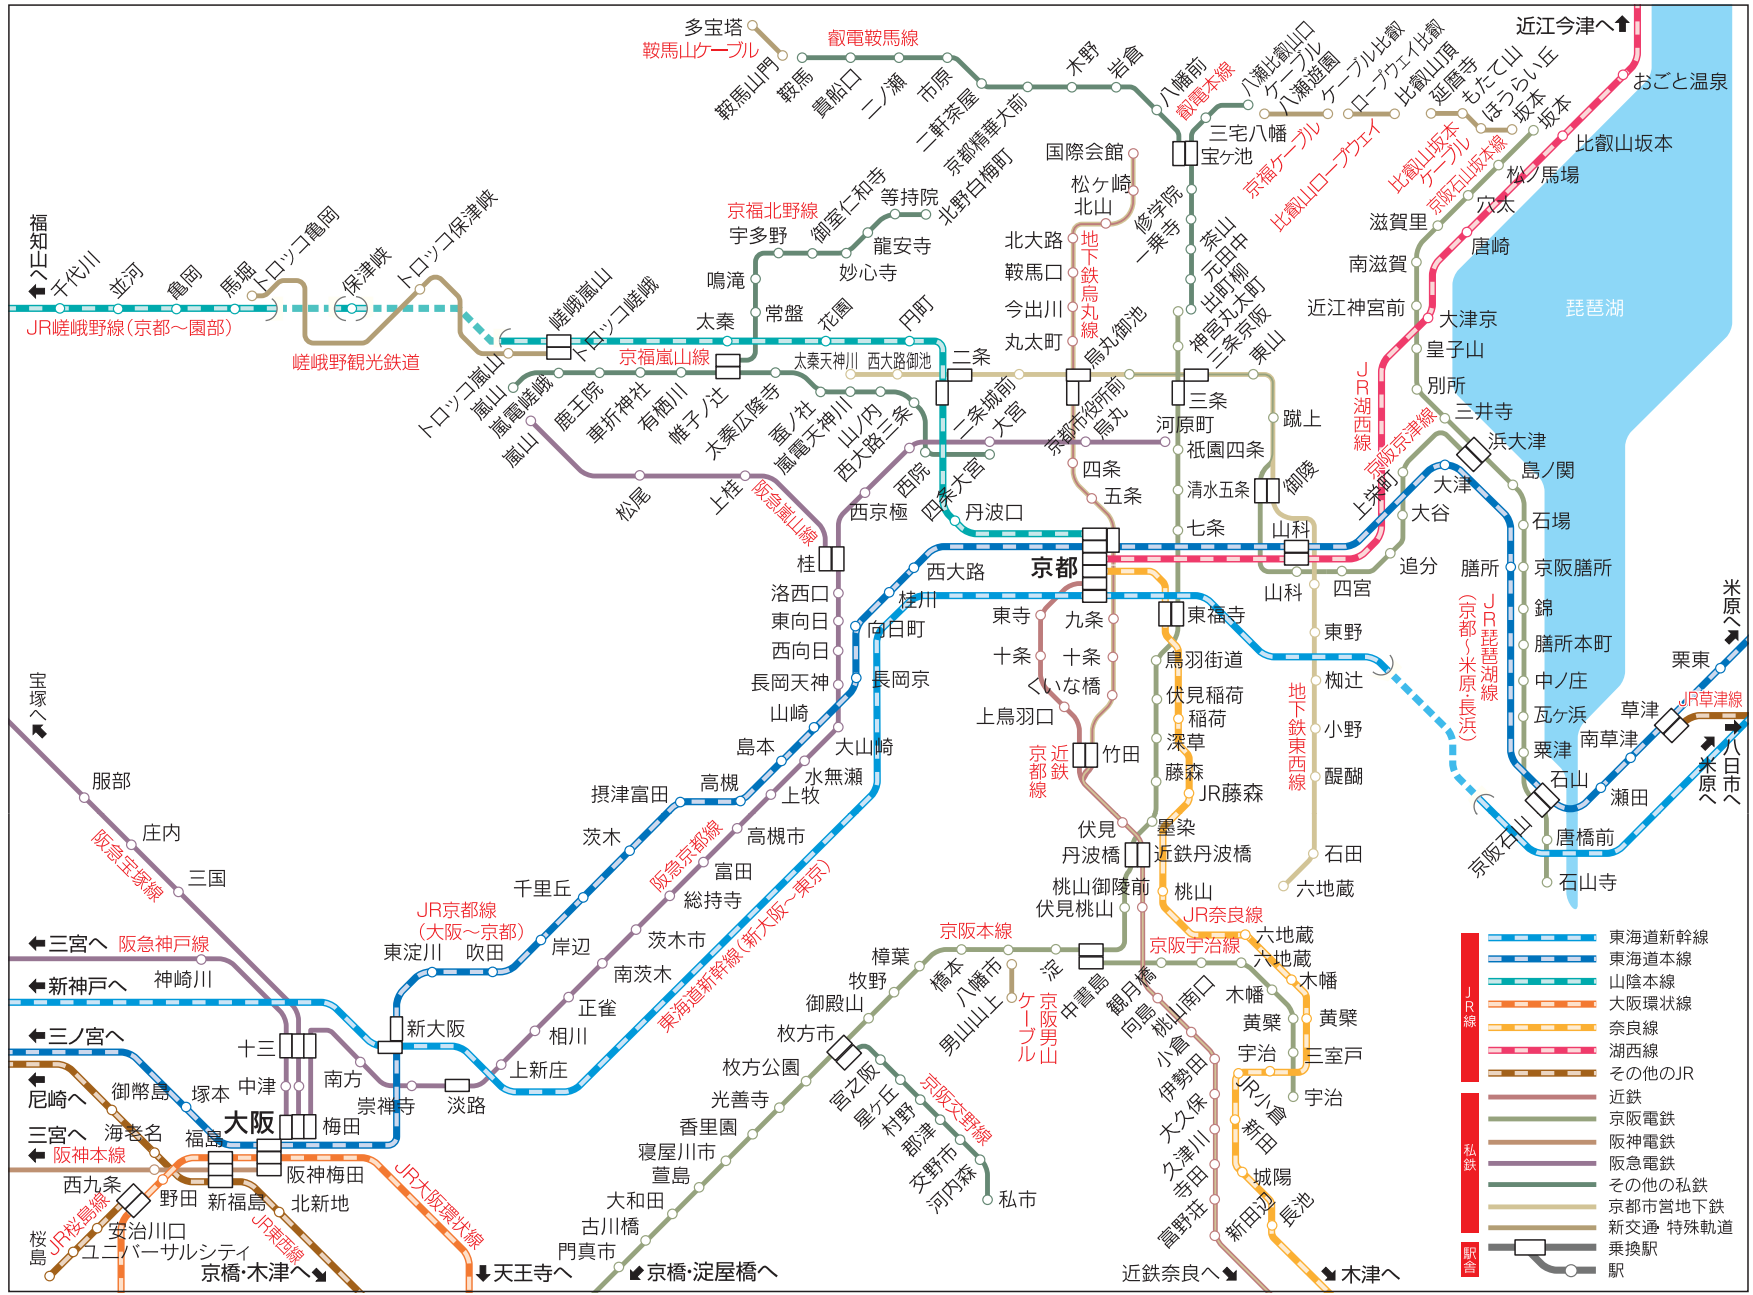 多宝塔
鞍馬山ケーブル
鞍馬山門
叡電鞍馬線
鞍馬
貴船口
二ノ瀬
市原
二軒茶屋
京都精華大前
木野
岩倉
八幡前
叡電本線
八瀬比叡山口
ケーブル
八瀬遊園
ケーブル比叡
ロープウェイ比叡
比叡山頂
延暦寺
もたて山
ほうらい丘
坂本
坂本
近江今津へ
おごと温泉
比叡山坂本
三宅八幡
宝ヶ池
京福ケーブル
比叡山ロープウェイ
比叡山坂本
ケーブル
京阪石山坂本線
松ノ馬場
穴太
滋賀里
唐崎
南滋賀
近江神宮前
大津京
皇子山
別所
三井寺
琵琶湖
国際会館
松ヶ崎
北山
北大路
鞍馬口
今出川
丸太町
地下鉄烏丸線
修学院
一乗寺
茶山
元田中
出町柳
神宮丸太町
三条京阪
東山
烏丸御池
京福北野線
宇多野
御室仁和寺
等持院
北野白梅町
龍安寺
妙心寺
鳴滝
常盤
福知山へ
千代川
並河
亀岡
馬堀
トロッコ亀岡
保津峡
トロッコ保津峡
JR嵯峨野線(京都〜園部)
嵯峨野観光鉄道
嵯峨嵐山
トロッコ嵯峨
トロッコ嵐山
太秦
花園
円町
京福嵐山線
太秦天神川
西大路御池
二条
嵐山
嵐電嵯峨
鹿王院
車折神社
有栖川
帷子ノ辻
太秦広隆寺
蚕ノ社
嵐電天神川
山ノ内
西大路三条
二条城前
大宮
京都市役所前
烏丸
三条
河原町
祇園四条
清水五条
七条
蹴上
御陵
嵐山
松尾
上桂
阪急嵐山線
西院
四条大宮
西京極
丹波口
四条
五条
JR湖西線
京阪京津線
浜大津
島ノ関
上栄町
大津
大谷
追分
石場
膳所
京阪膳所
山科
山科
四宮
桂
洛西口
東向日
西向日
長岡天神
西大路
桂川
向日町
長岡京
京都
東寺
九条
十条
十条
くいな橋
上鳥羽口
竹田
近鉄
京都線
東福寺
鳥羽街道
伏見稲荷
稲荷
深草
藤森
JR藤森
墨染
伏見
丹波橋
近鉄丹波橋
桃山御陵前
伏見桃山
桃山
東野
椥辻
小野
醍醐
石田
六地蔵
地下鉄東西線
JR琵琶湖線
(京都〜米原・長浜)
錦
膳所本町
中ノ庄
瓦ヶ浜
粟津
石山
京阪石山
唐橋前
石山寺
瀬田
南草津
草津
栗東
米原へ
JR草津線
八日市へ
米原へ
山崎
島本
大山崎
水無瀬
上牧
高槻
高槻市
摂津富田
富田
茨木
総持寺
阪急京都線
千里丘
茨木市
岸辺
南茨木
吹田
正雀
東淀川
相川
JR京都線
(大阪〜京都)
東海道新幹線(新大阪〜東京)
上新庄
新大阪
宝塚へ
服部
庄内
三国
阪急宝塚線
三宮へ
阪急神戸線
神崎川
新神戸へ
三ノ宮へ
尼崎へ
三宮へ
阪神本線
十三
中津
梅田
南方
崇禅寺
淡路
塚本
御幣島
海老名
大阪
福島
阪神梅田
西九条
野田
新福島
北新地
JR桜島線
桜島
安治川口
ユニバーサルシティ
JR東西線
JR大阪環状線
京橋・木津へ
天王寺へ
京阪本線
京阪宇治線
JR奈良線
樟葉
牧野
御殿山
枚方市
枚方公園
光善寺
香里園
寝屋川市
萱島
大和田
古川橋
門真市
京橋・淀屋橋へ
橋本
八幡市
男山山上
京阪男山
ケーブル
淀
中書島
観月橋
向島
桃山南口
小倉
伊勢田
大久保
久津川
寺田
富野荘
近鉄奈良へ
六地蔵
六地蔵
木幡
木幡
黄檗
黄檗
宇治
三室戸
宇治
JR小倉
新田
城陽
新田辺
長池
木津へ
宮之阪
星ヶ丘
村野
郡津
交野市
河内森
私市
京阪交野線
JR線
東海道新幹線
東海道本線
山陰本線
大阪環状線
奈良線
湖西線
その他のJR
私鉄
近鉄
京阪電鉄
阪神電鉄
阪急電鉄
その他の私鉄
京都市営地下鉄
新交通・特殊軌道
駅舎
乗換駅
駅